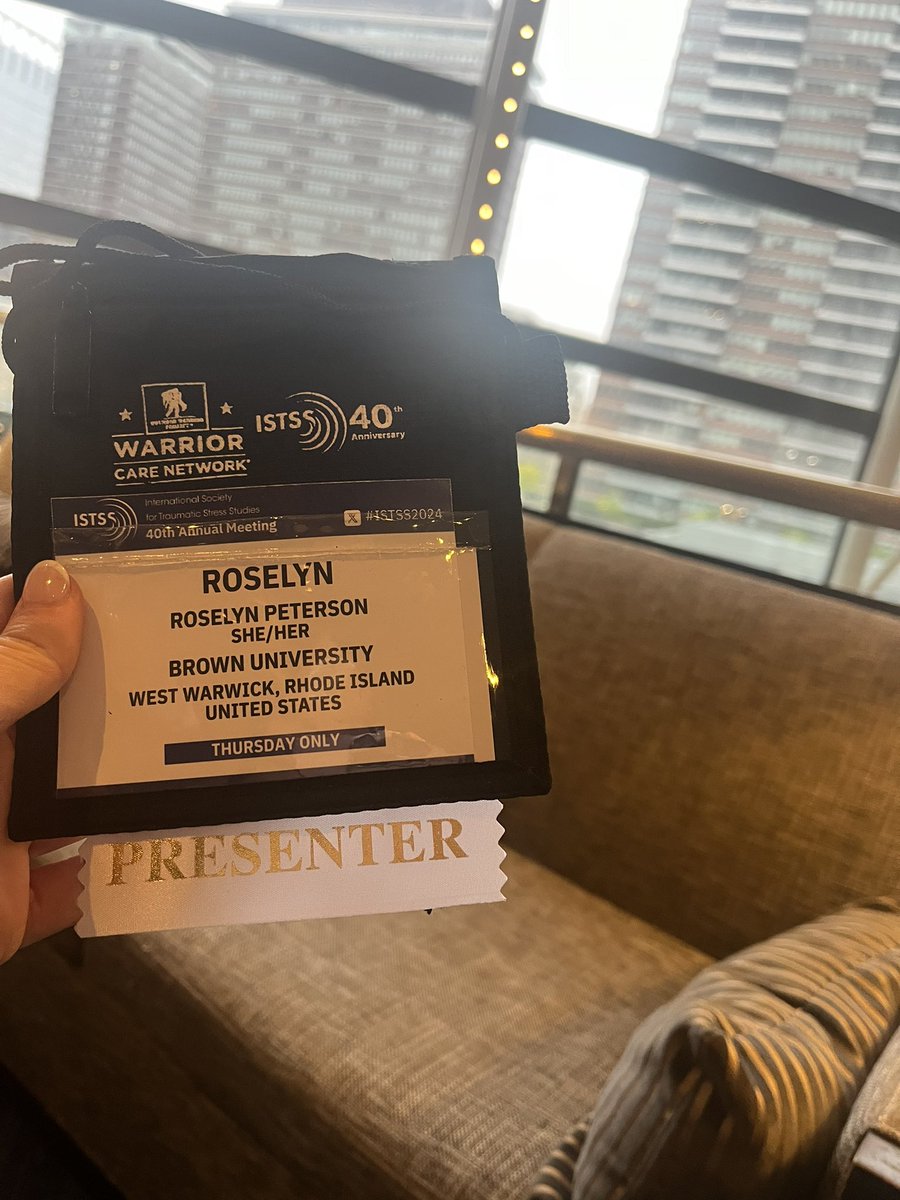 WARRIOR
CARE NETWORK
ISTSS 40th
Anniversary
ISTSS
International Society
for Traumatic Stress Studies
40th Annual Meeting
#ISTSS2024
ROSELYN
ROSELYN PETERSON
SHE/HER
BROWN UNIVERSITY
WEST WARWICK, RHODE ISLAND
UNITED STATES
THURSDAY ONLY
PRESENTER